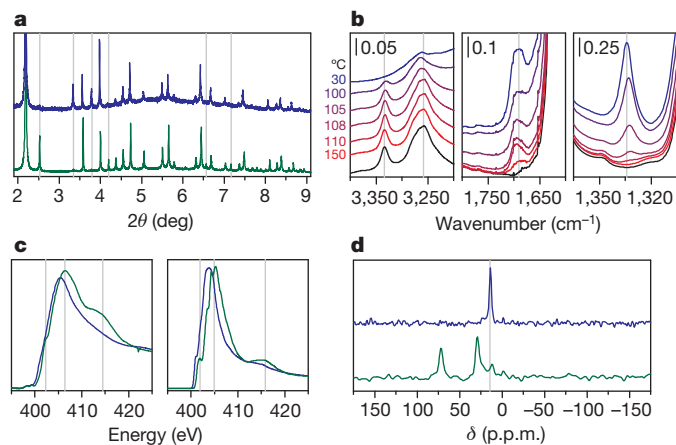 a
2 3 4 5 6 7 8 9
2θ (deg)
b
0.05
0.1
0.25
ºC
30
100
105
108
110
150
3,350 3,250
1,750 1,650
1,350 1,320
Wavenumber (cm⁻¹)
c
400 410 420
400 410 420
Energy (eV)
d
150 100 50 0 −50 −100 −150
δ (p.p.m.)